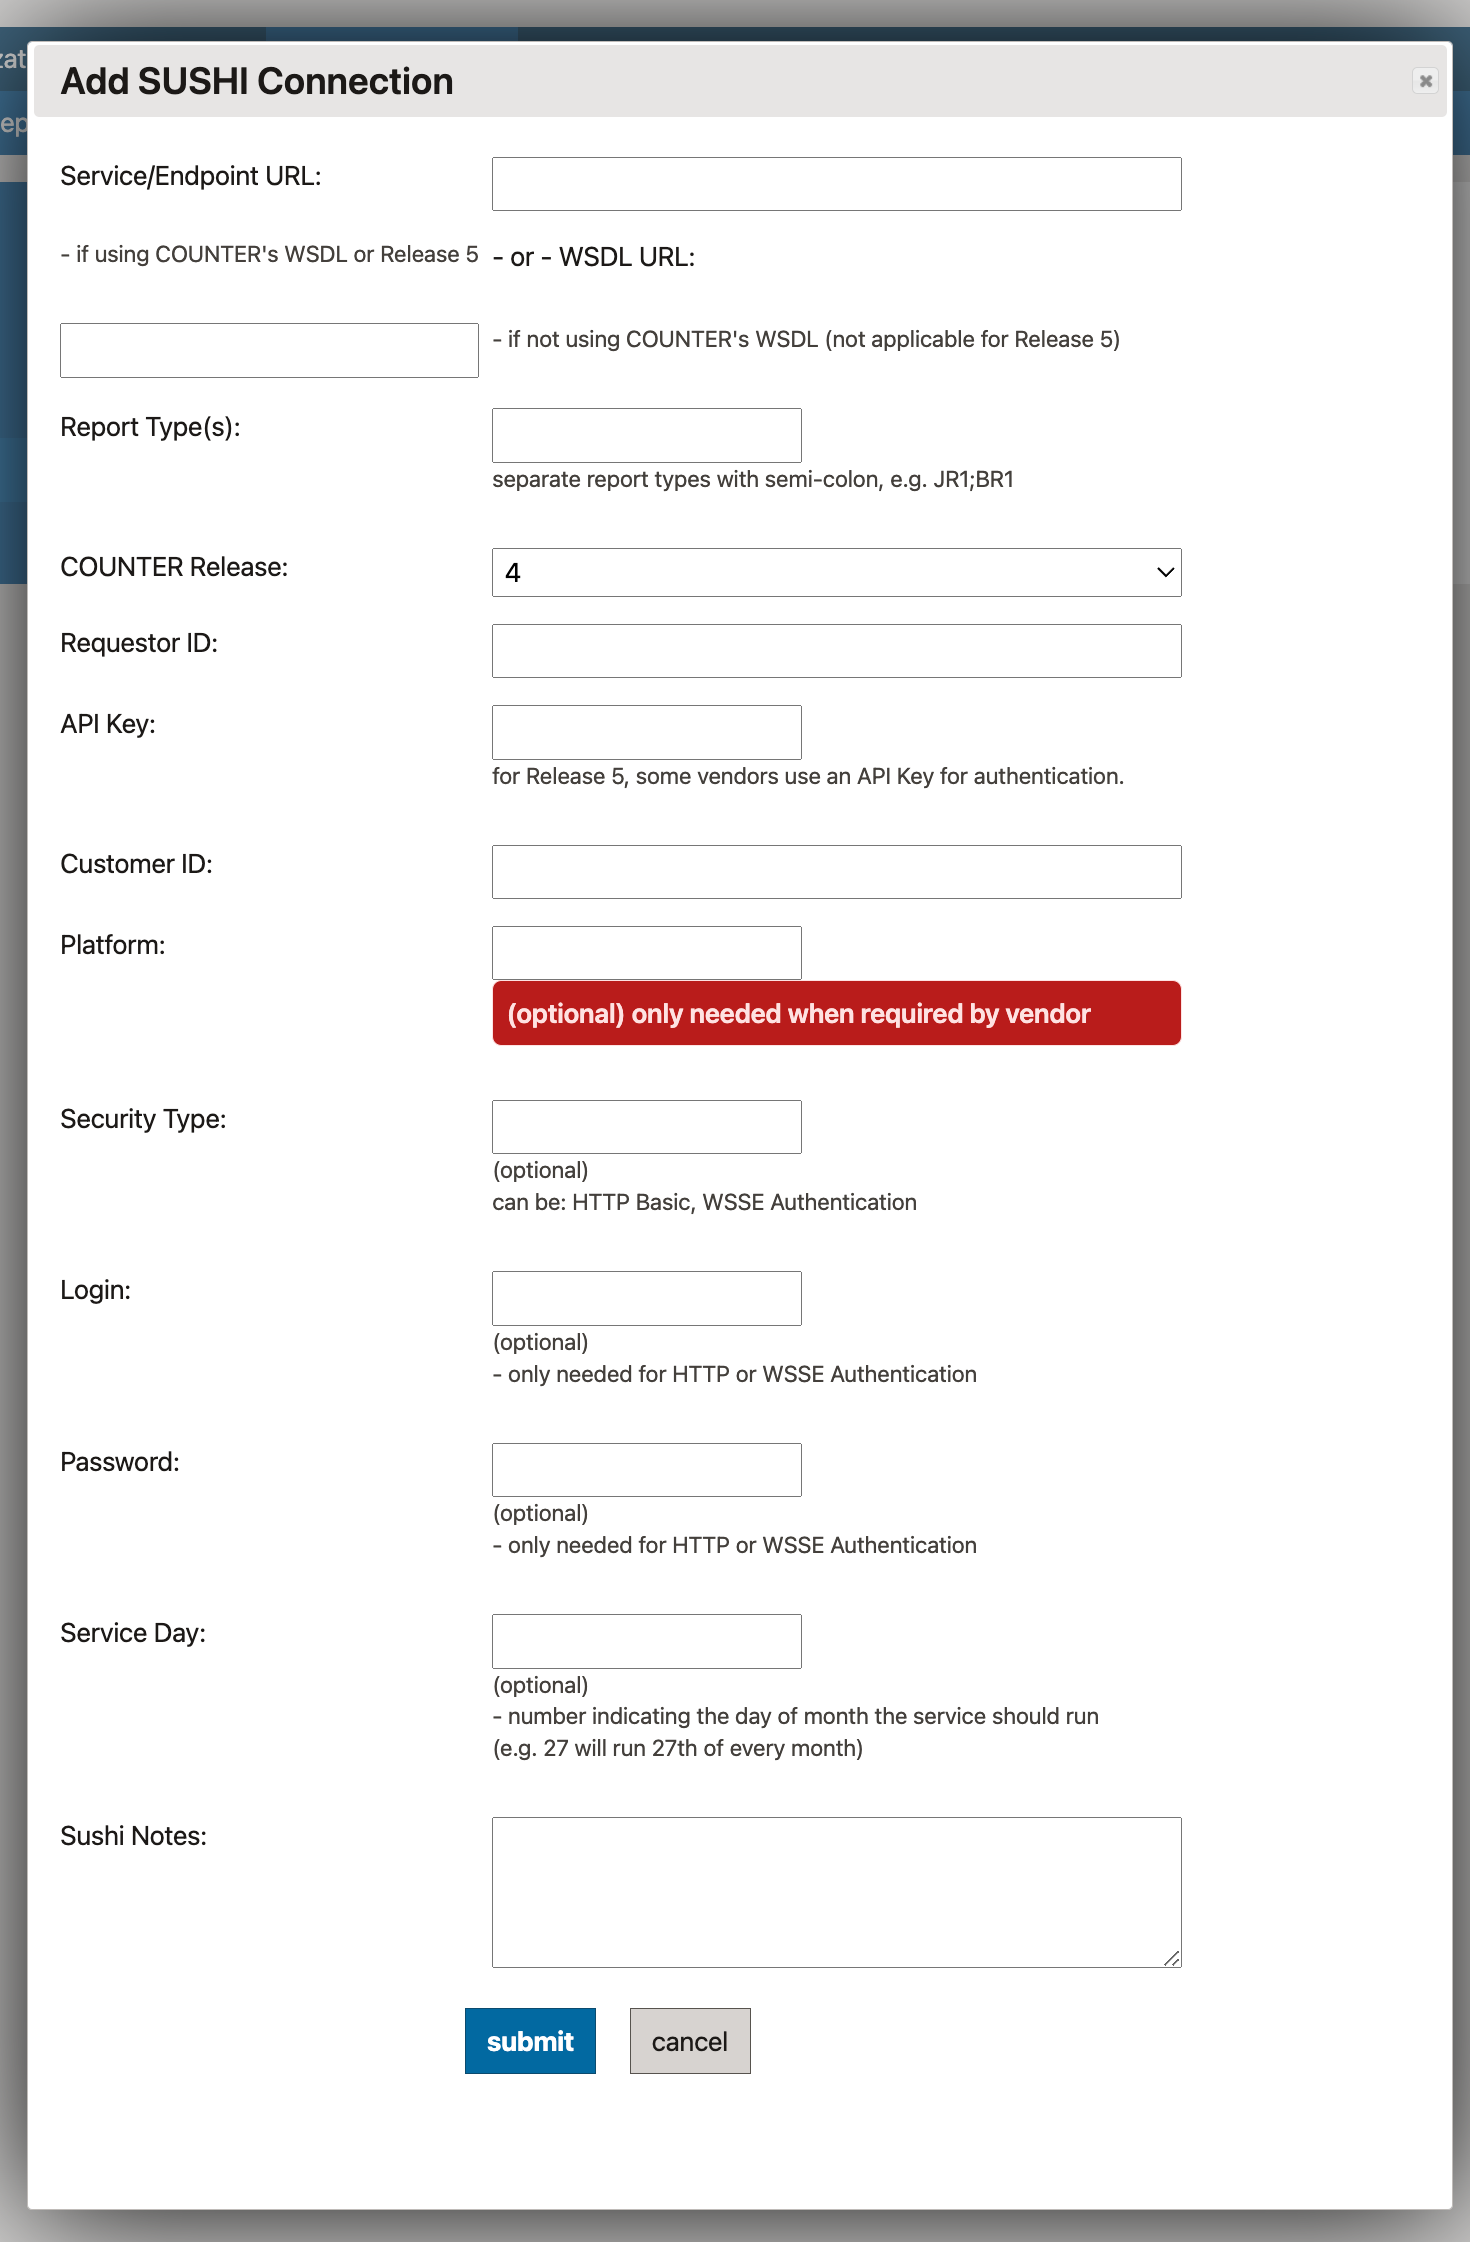 Add SUSHI Connection
Service/Endpoint URL:
- if using COUNTER's WSDL or Release 5
- or - WSDL URL:
- if not using COUNTER's WSDL (not applicable for Release 5)
Report Type(s):
separate report types with semi-colon, e.g. JR1;BR1
COUNTER Release:
4
Requestor ID:
API Key:
for Release 5, some vendors use an API Key for authentication.
Customer ID:
Platform:
(optional) only needed when required by vendor
Security Type:
(optional)
can be: HTTP Basic, WSSE Authentication
Login:
(optional)
- only needed for HTTP or WSSE Authentication
Password:
(optional)
- only needed for HTTP or WSSE Authentication
Service Day:
(optional)
- number indicating the day of month the service should run
(e.g. 27 will run 27th of every month)
Sushi Notes:
submit
cancel